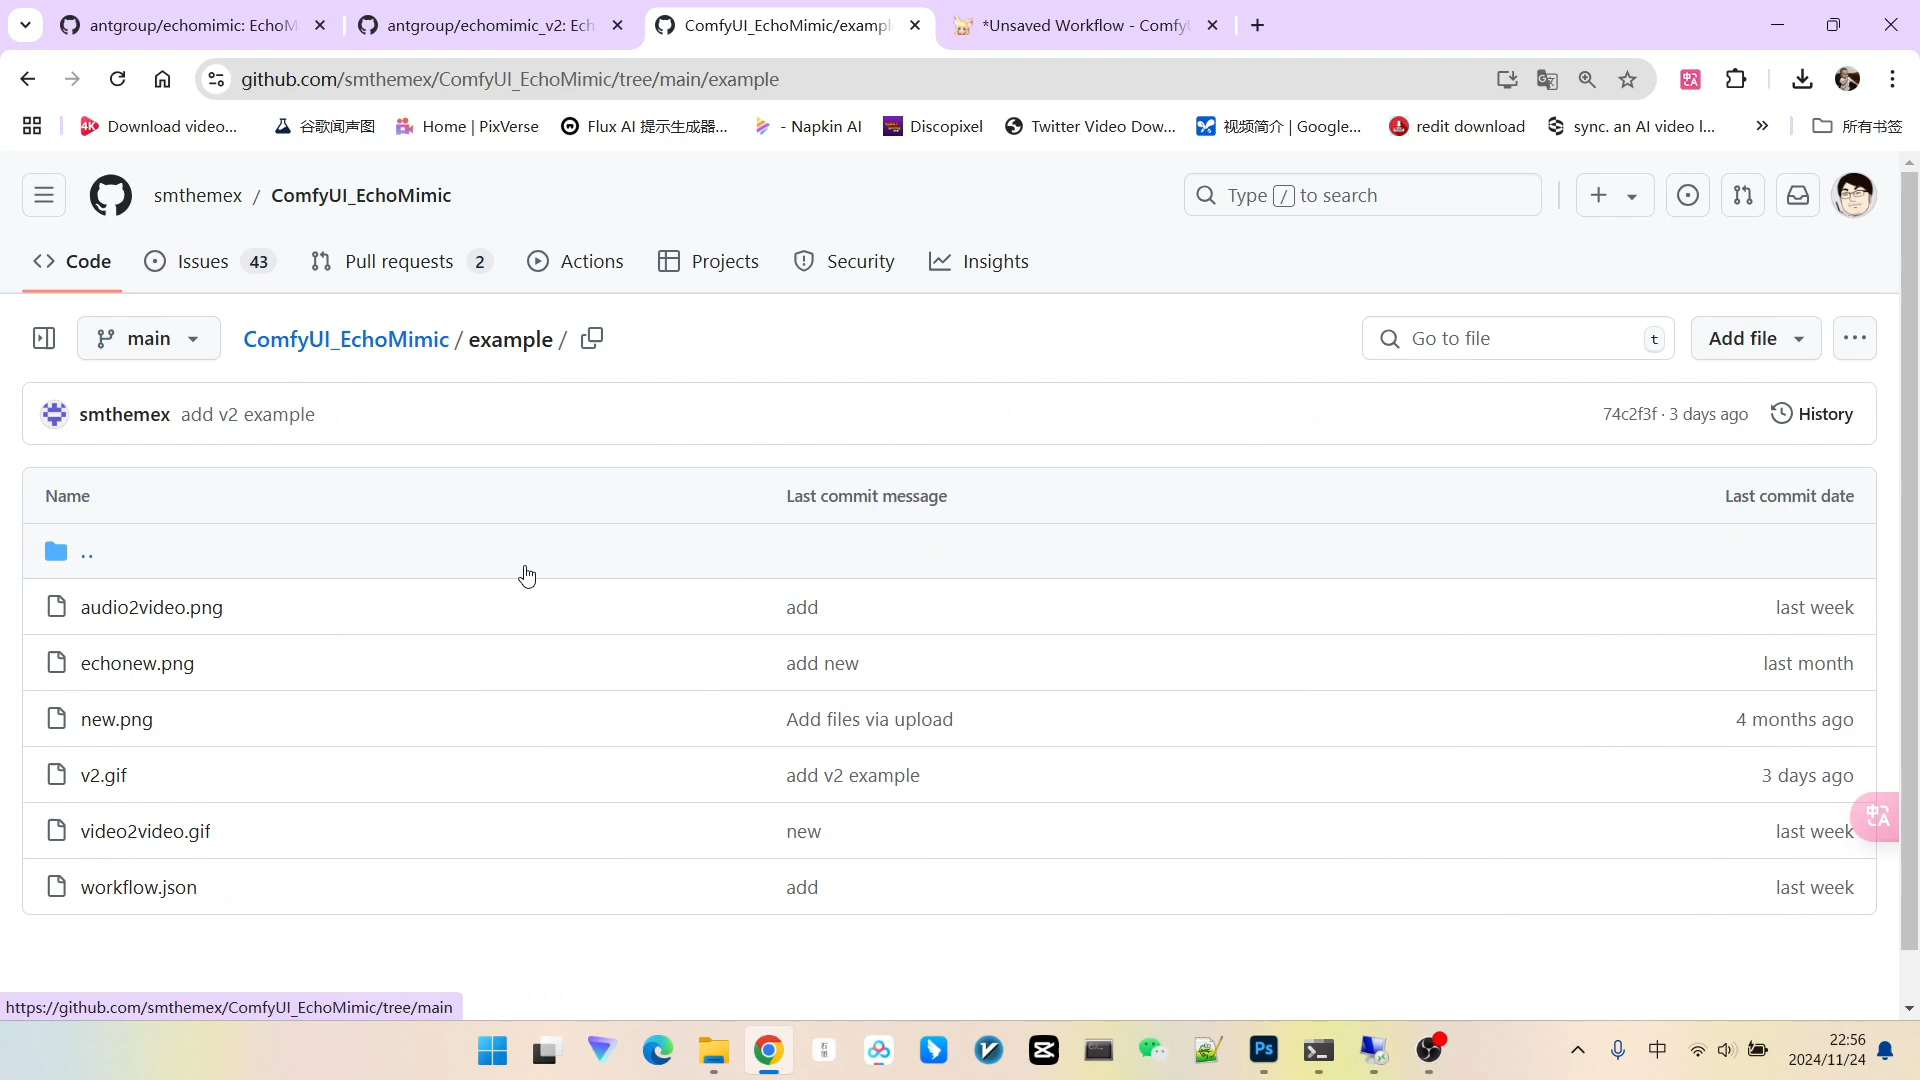 antgroup/echomimic: EchoM
antgroup/echomimic_v2: Ech
ComfyUI_EchoMimic/exampl
*Unsaved Workflow - ComfyU
github.com/smthemex/ComfyUI_EchoMimic/tree/main/example
4K Download video...
谷歌闻声图
Home | PixVerse
Flux AI 提示生成器...
- Napkin AI
Discopixel
Twitter Video Dow...
视频简介 | Google...
redit download
sync. an AI video l...
»
所有书签
smthemex / ComfyUI_EchoMimic
Type / to search
Code
Issues 43
Pull requests 2
Actions
Projects
Security
Insights
main
ComfyUI_EchoMimic / example /
Go to file t
Add file
smthemex add v2 example
74c2f3f · 3 days ago
History
Name Last commit message Last commit date
..
audio2video.png add last week
echonew.png add new last month
new.png Add files via upload 4 months ago
v2.gif add v2 example 3 days ago
video2video.gif new last week
workflow.json add last week
https://github.com/smthemex/ComfyUI_EchoMimic/tree/main
Ps
中
22:56
2024/11/24